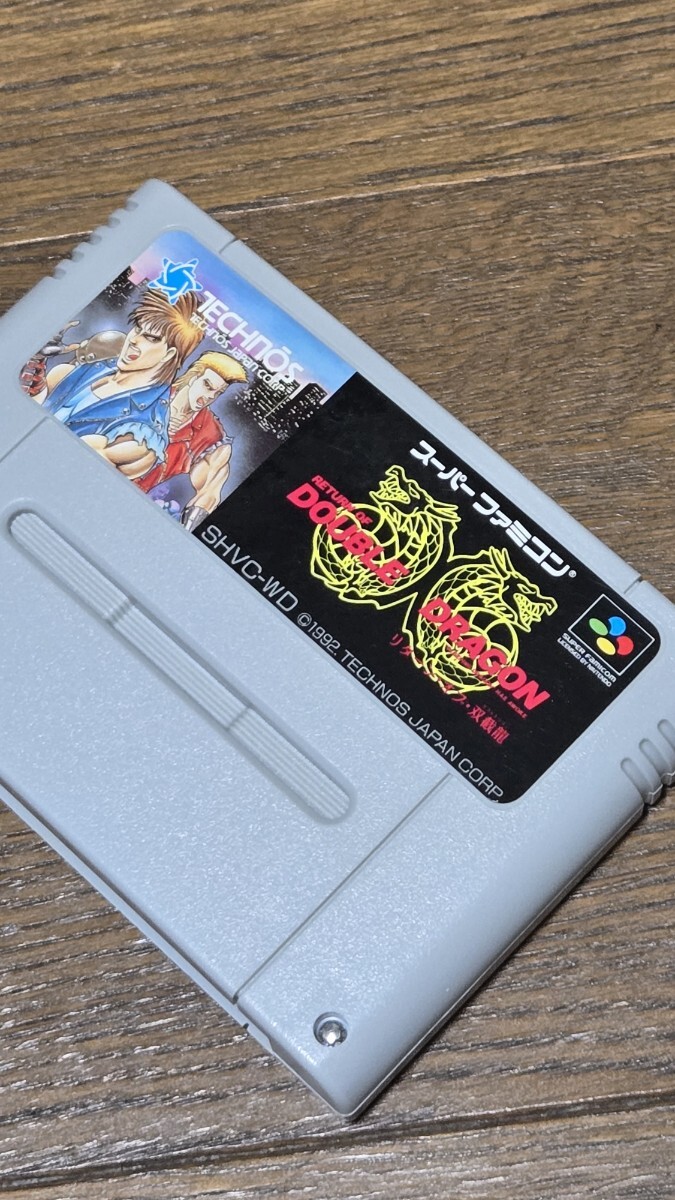 TECHNŌS
TECHNŌS JAPAN CORP.
スーパーファミコン®
RETURN OF
DOUBLE
DRAGON
リターン・オブ・双截龍
SUPER FAMICOM
LICENSED BY NINTENDO
SHVC-WD ©1992. TECHNOS JAPAN CORP.